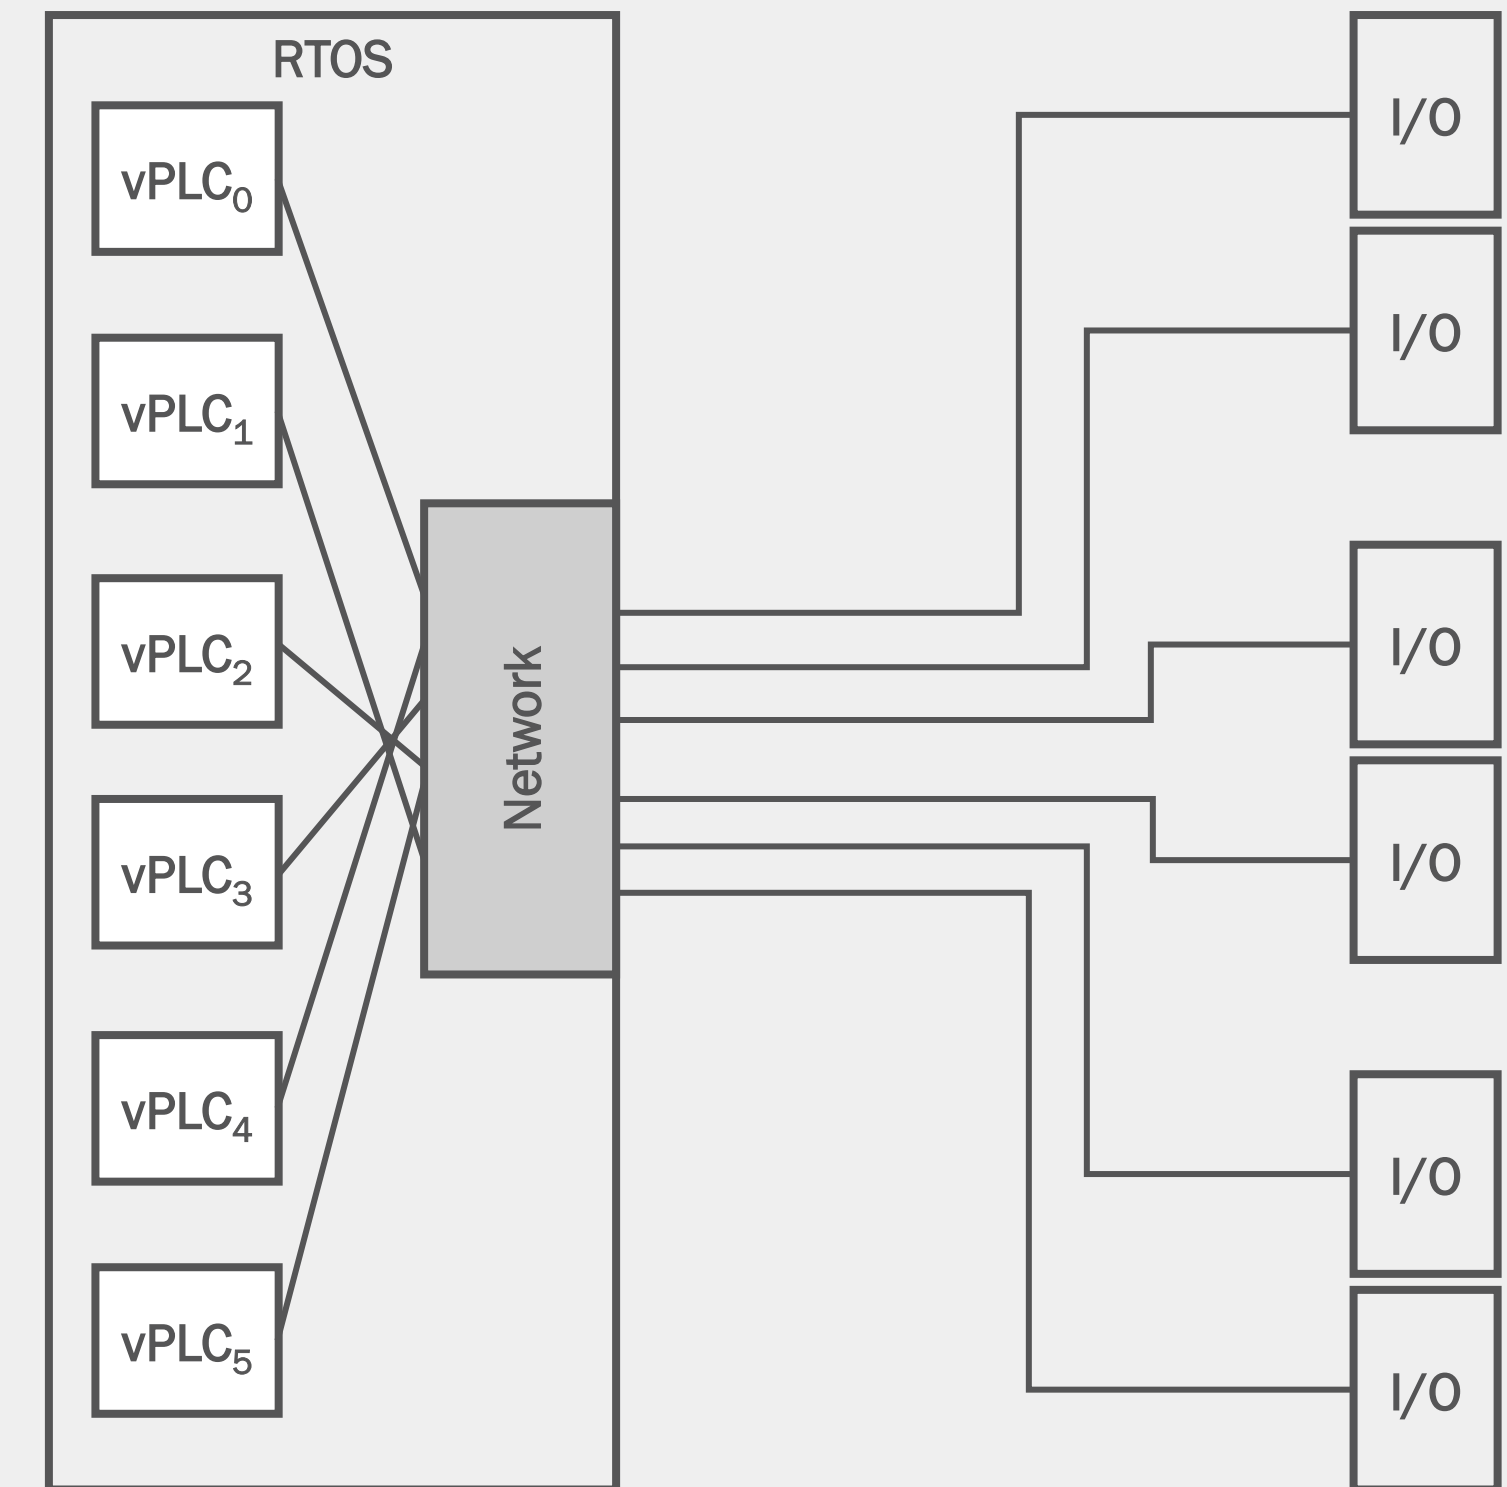 RTOS
vPLC₀
vPLC₁
vPLC₂
vPLC₃
vPLC₄
vPLC₅
Network
I/O
I/O
I/O
I/O
I/O
I/O